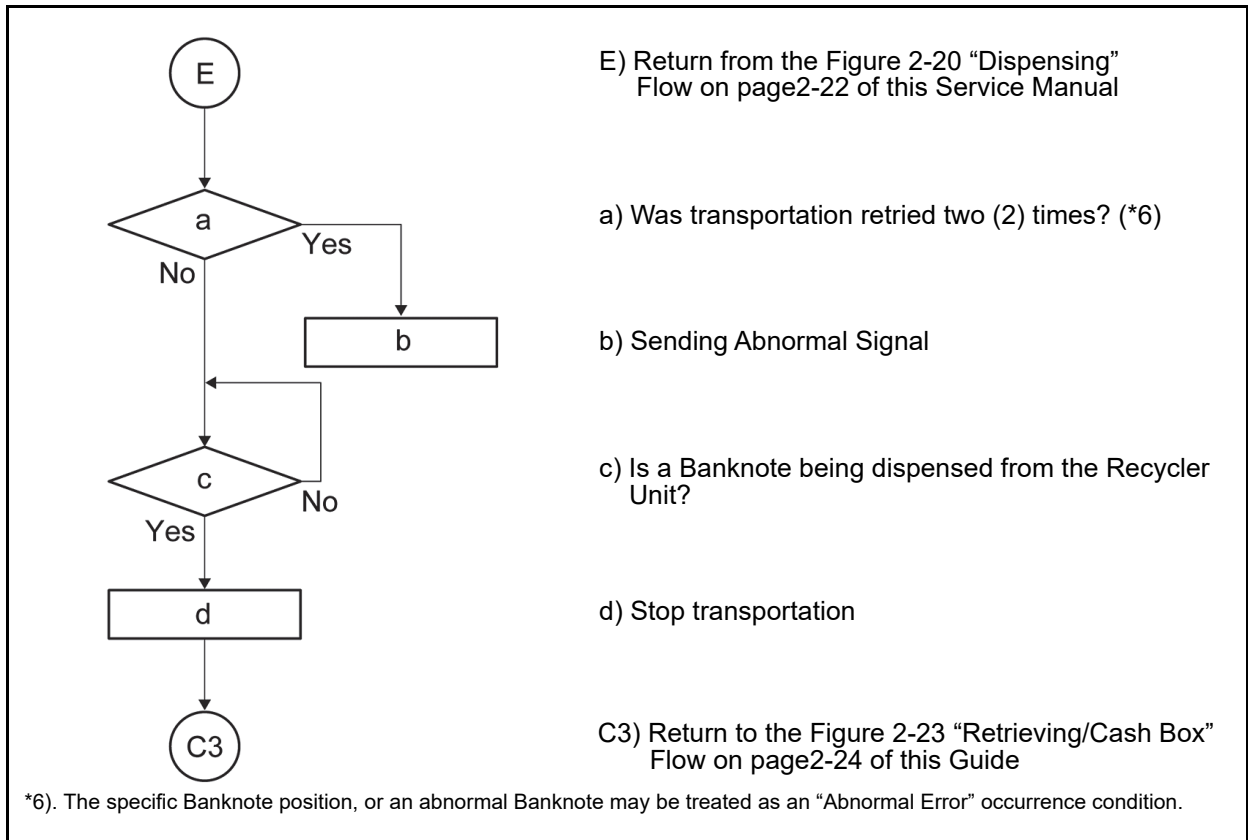 E
E) Return from the Figure 2-20 “Dispensing”
Flow on page2-22 of this Service Manual
a
Yes
No
a) Was transportation retried two (2) times? (*6)
b
b) Sending Abnormal Signal
c
No
Yes
c) Is a Banknote being dispensed from the Recycler
Unit?
d
d) Stop transportation
C3
C3) Return to the Figure 2-23 “Retrieving/Cash Box”
Flow on page2-24 of this Guide
*6). The specific Banknote position, or an abnormal Banknote may be treated as an “Abnormal Error” occurrence condition.